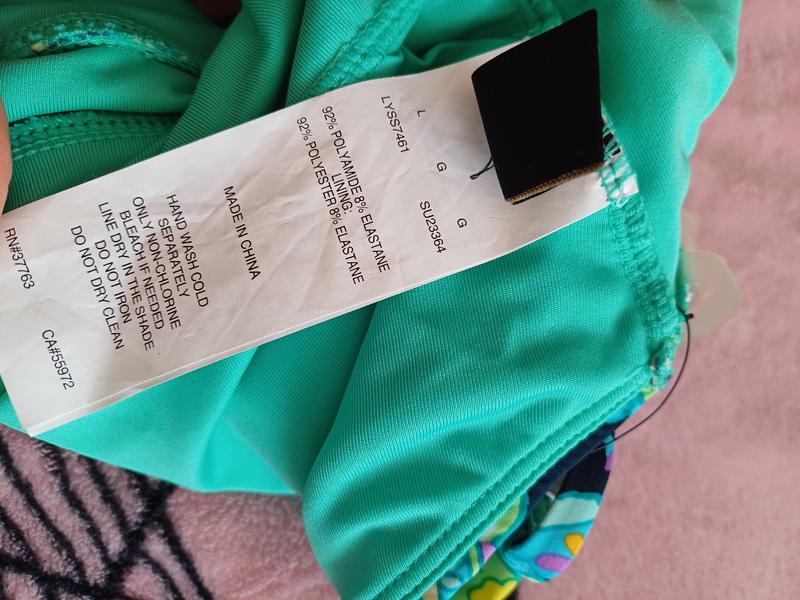 L G G
LYSS7461 SU23364
92% POLYAMIDE 8% ELASTANE
LINING:
92% POLYESTER 8% ELASTANE
MADE IN CHINA
HAND WASH COLD
SEPARATELY
ONLY NON-CHLORINE
BLEACH IF NEEDED
LINE DRY IN THE SHADE
DO NOT IRON
DO NOT DRY CLEAN
RN#37763 CA#55972